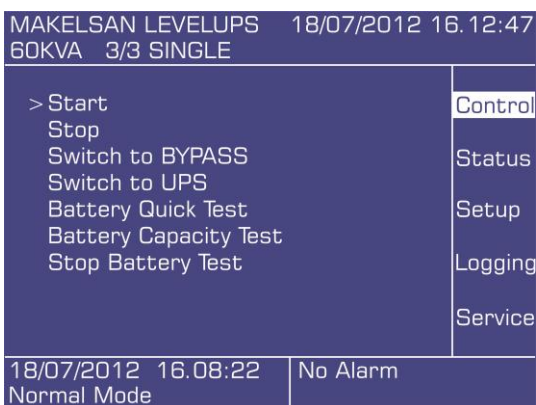 MAKELSAN LEVELUPS 18/07/2012 16.12:47
60KVA 3/3 SINGLE
> Start
Stop
Switch to BYPASS
Switch to UPS
Battery Quick Test
Battery Capacity Test
Stop Battery Test
Control
Status
Setup
Logging
Service
18/07/2012 16.08:22
Normal Mode
No Alarm